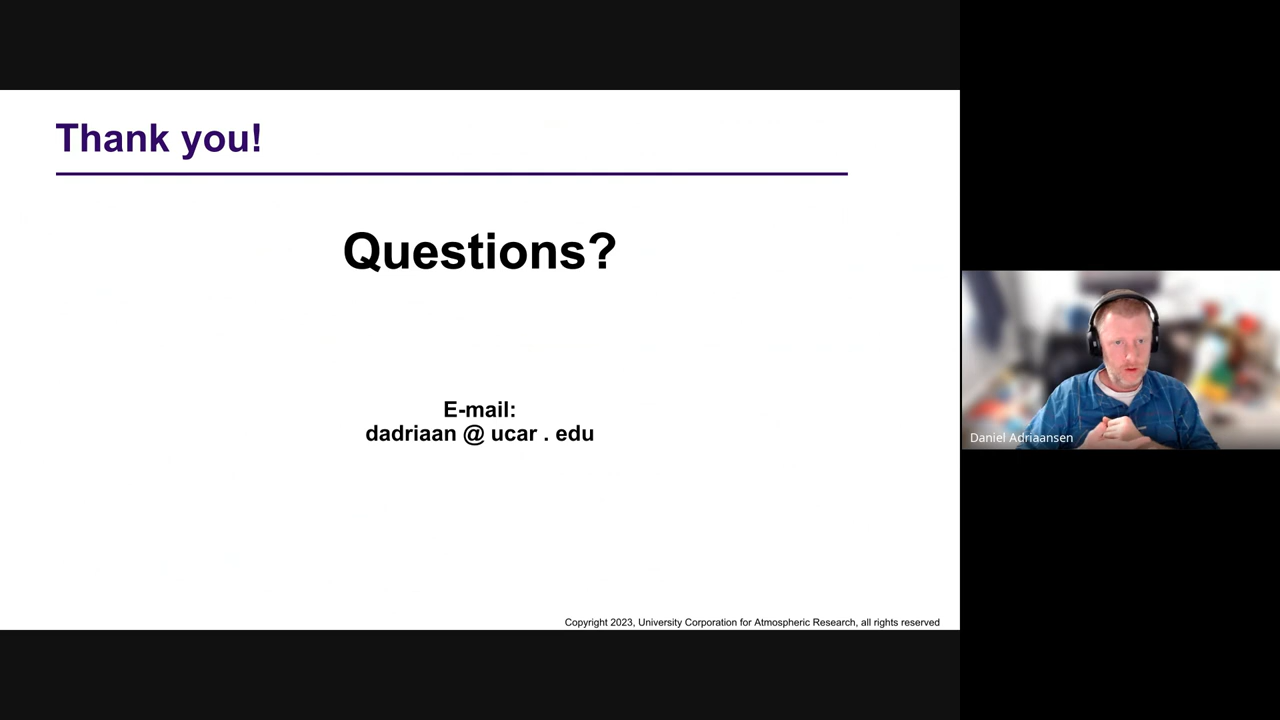 Thank you!
Questions?
E-mail:
dadriaan @ ucar . edu
Daniel Adriaansen
Copyright 2023, University Corporation for Atmospheric Research, all rights reserved